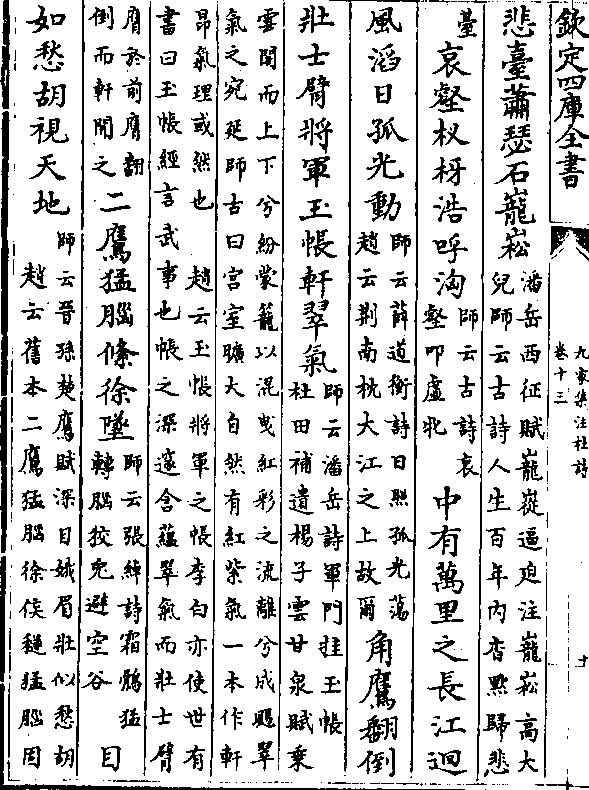 欽定四庫全書
九家集注杜詩
卷十三
十
悲臺蕭瑟石巃嵸潘岳西征賦巃嵸逼迫注巃嵸高大皃師云古詩人生百年内杳黙歸悲
臺哀壑杈枒浩呼洶師云古詩哀壑叩虚牝中有萬里之長江迴
風滔日孤光動師云薛道衡詩日照孤光蕩趙云荆南枕大江之上故爾角鷹翻倒
壯士臂將軍玉帳軒翠氣師云潘岳詩軍門挂玉帳杜田補遺楊子雲甘泉賦乗
雲閣而上下兮紛蒙籠以混曳紅彩之流離兮成颺翠氣之宛延師古曰宫室曠大自然有紅紫氣一本作軒
昂氣理或然也趙云玉帳將軍之帳李白亦使世有書曰玉帳經言武事也帳之深邃含蘊翠氣而壯士臂
鷹於前鷹翻倒而軒閣之二鷹猛腦絛徐墜師云張綽詩霜鶻猛轉腦狡兎避空谷目
如愁胡視天地師云晉孫楚鷹賦深目蛾眉壯似愁胡趙云舊本二鷹猛腦徐侯穟猛腦固